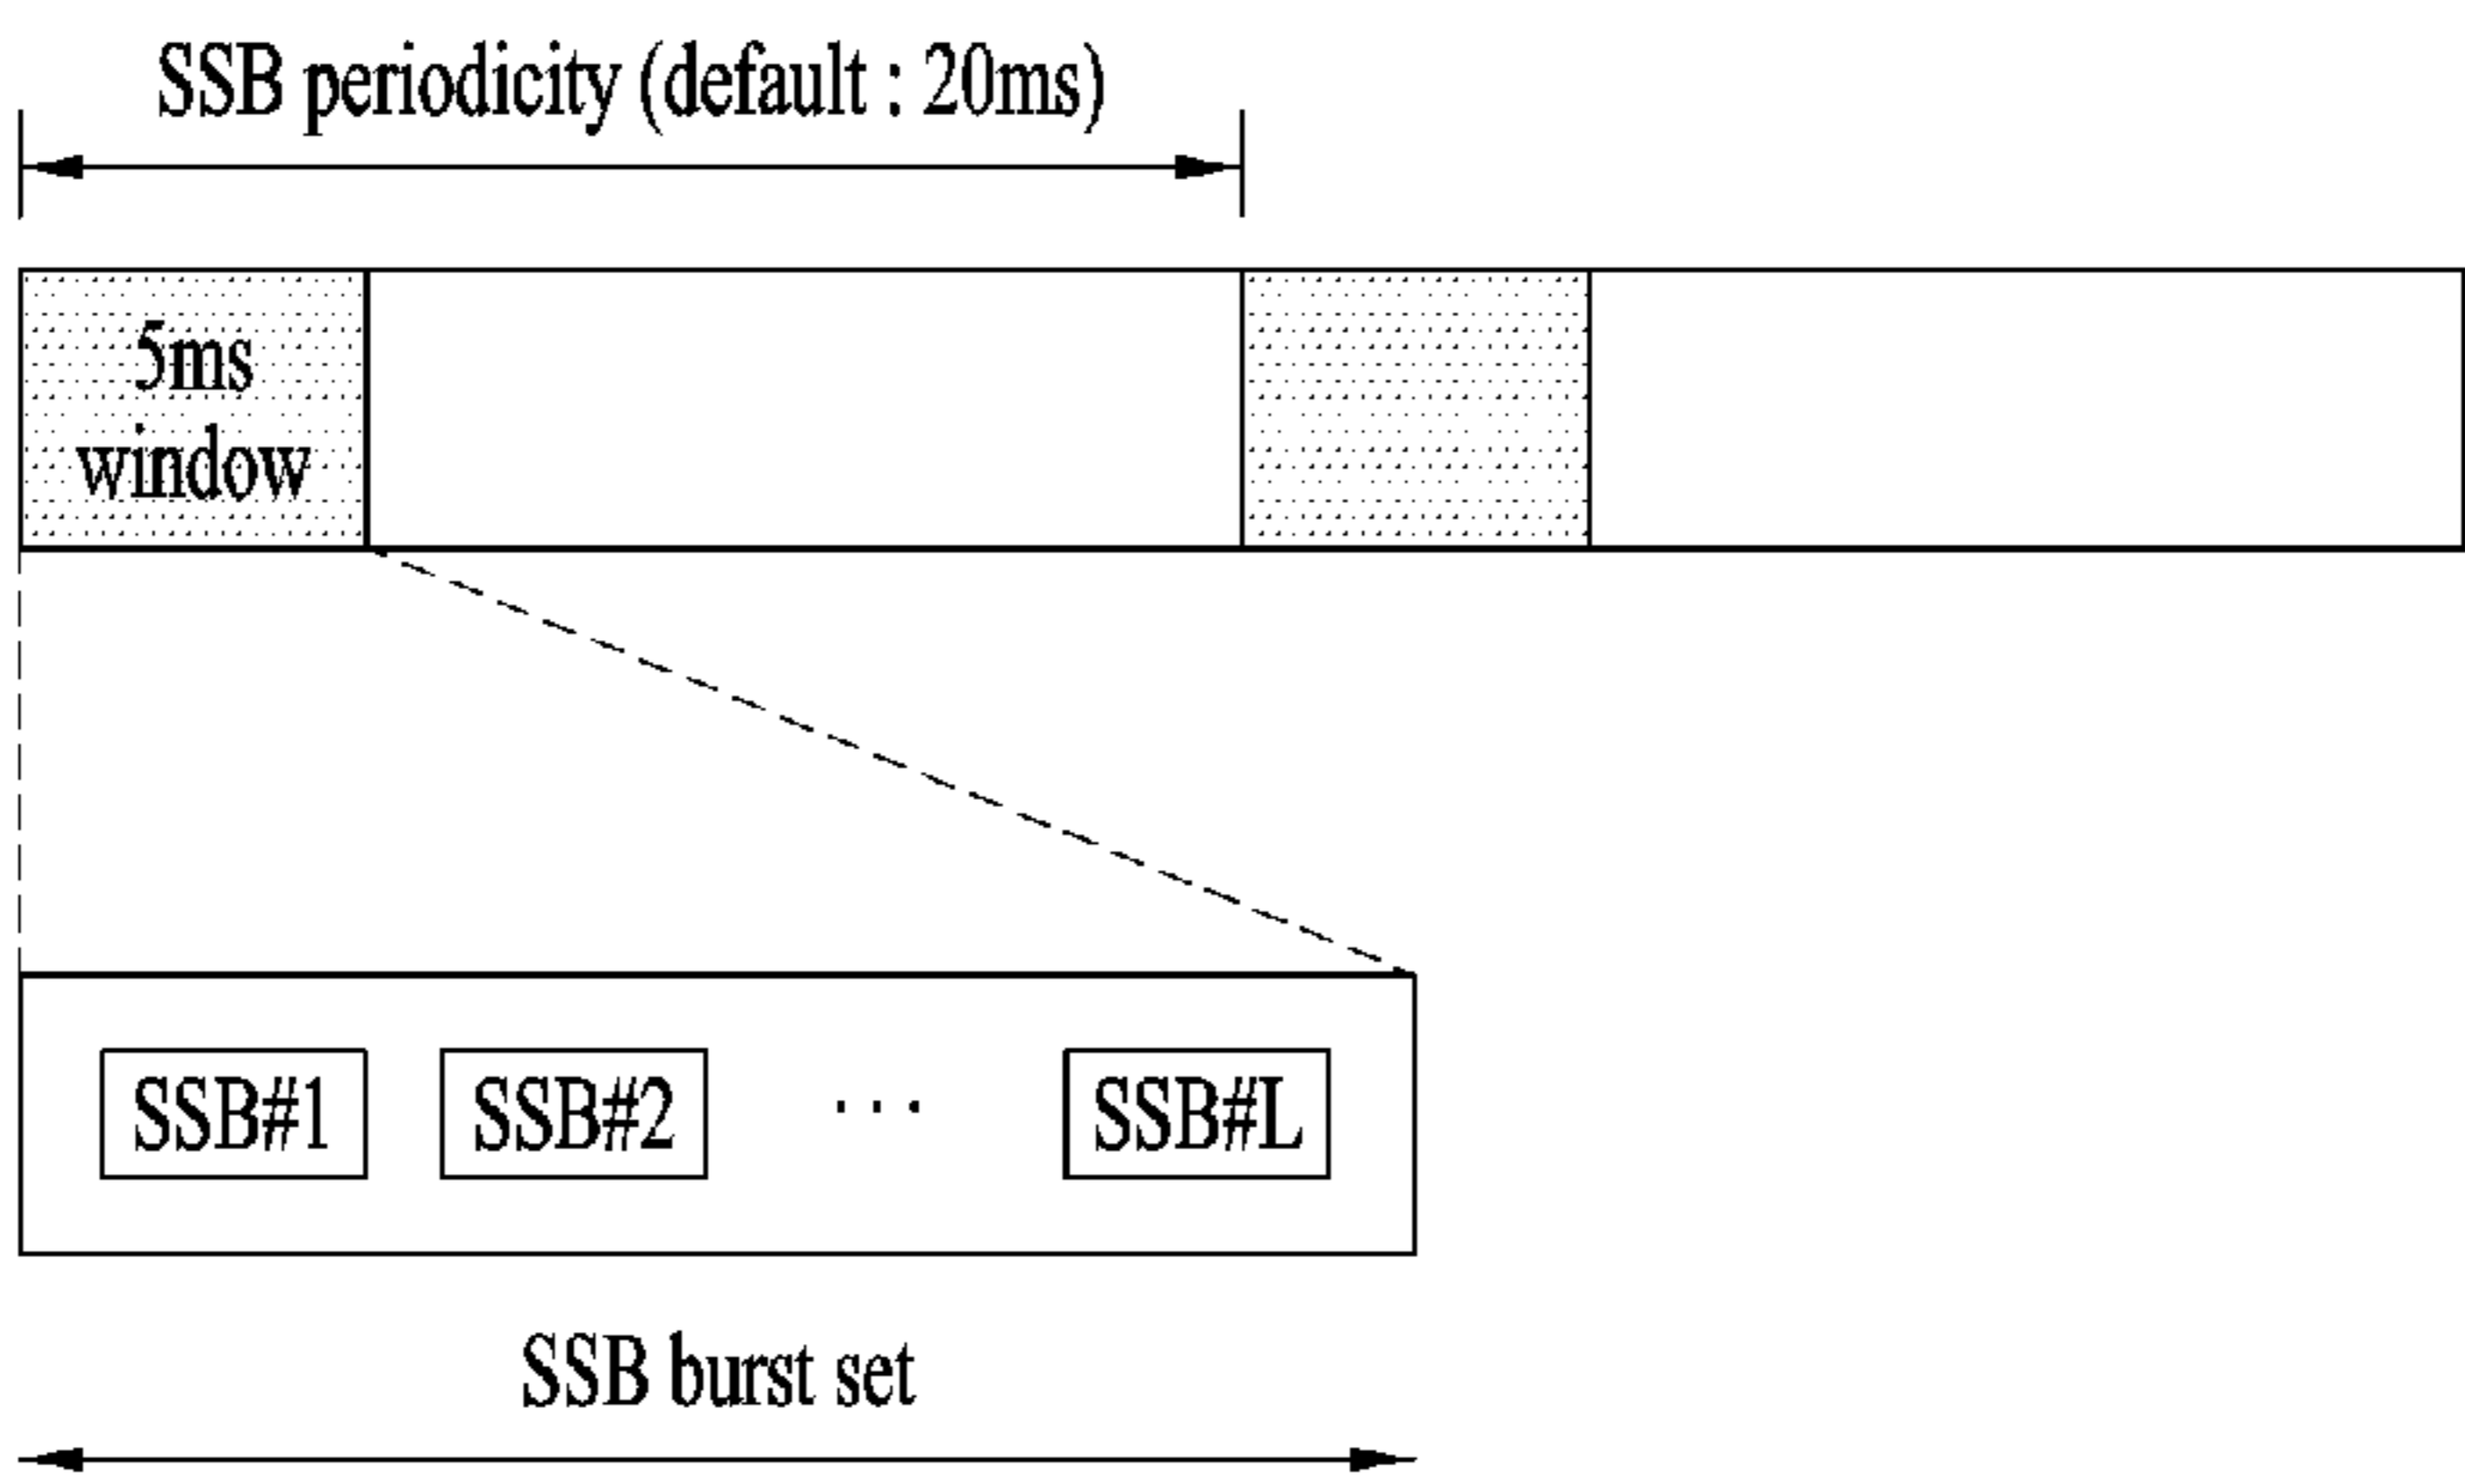 SSB periodicity (default : 20ms)
5ms
window
SSB#1 SSB#2 ... SSB#L
SSB burst set